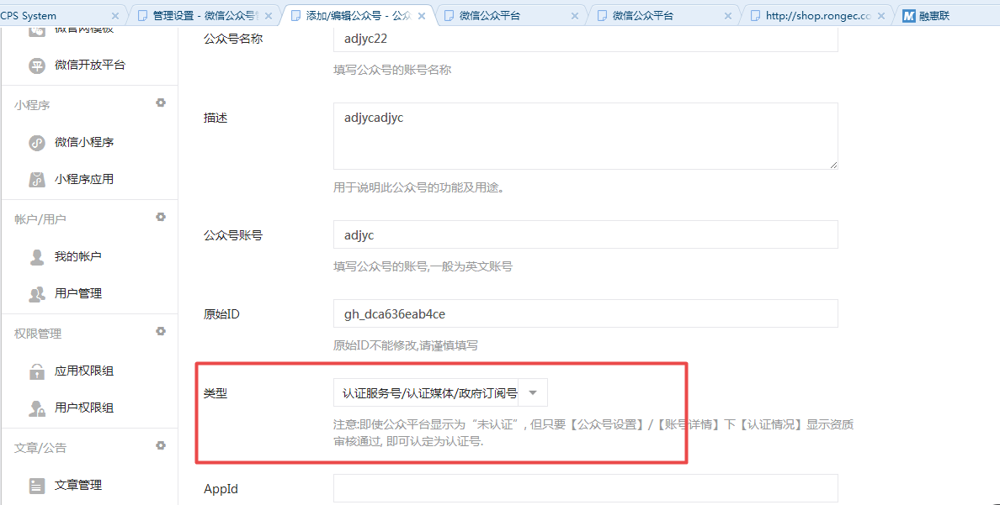 CPS System
管理设置 - 微信公众号
添加/编辑公众号 - 公众
微信公众平台
微信公众平台
http://shop.rongec.co
融惠联
微官网模板
微信开放平台
小程序
微信小程序
小程序应用
帐户/用户
我的帐户
用户管理
权限管理
应用权限组
用户权限组
文章/公告
文章管理
公众号名称
adjyc22
填写公众号的账号名称
描述
adjycadjyc
用于说明此公众号的功能及用途。
公众号账号
adjyc
填写公众号的账号,一般为英文账号
原始ID
gh_dca636eab4ce
原始ID不能修改,请谨慎填写
类型
认证服务号/认证媒体/政府订阅号
注意:即使公众平台显示为“未认证”, 但只要【公众号设置】/【账号详情】下【认证情况】显示资质
审核通过, 即可认定为认证号.
AppId